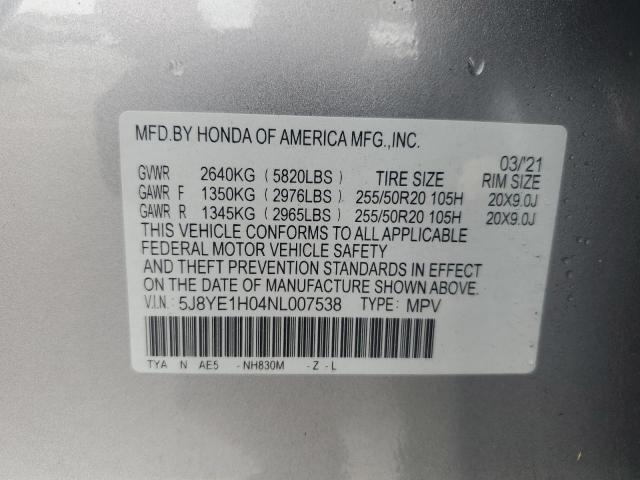 MFD.BY HONDA OF AMERICA MFG.,INC.
03/'21
GVWR 2640KG ( 5820LBS ) TIRE SIZE RIM SIZE
GAWR F 1350KG ( 2976LBS ) 255/50R20 105H 20X9.0J
GAWR R 1345KG ( 2965LBS ) 255/50R20 105H 20X9.0J
THIS VEHICLE CONFORMS TO ALL APPLICABLE
FEDERAL MOTOR VEHICLE SAFETY
AND THEFT PREVENTION STANDARDS IN EFFECT
ON THE DATE OF MANUFACTURE SHOWN ABOVE.
V.I.N: 5J8YE1H04NL007538 TYPE: MPV
TYA N AE5 -NH830M -Z -L